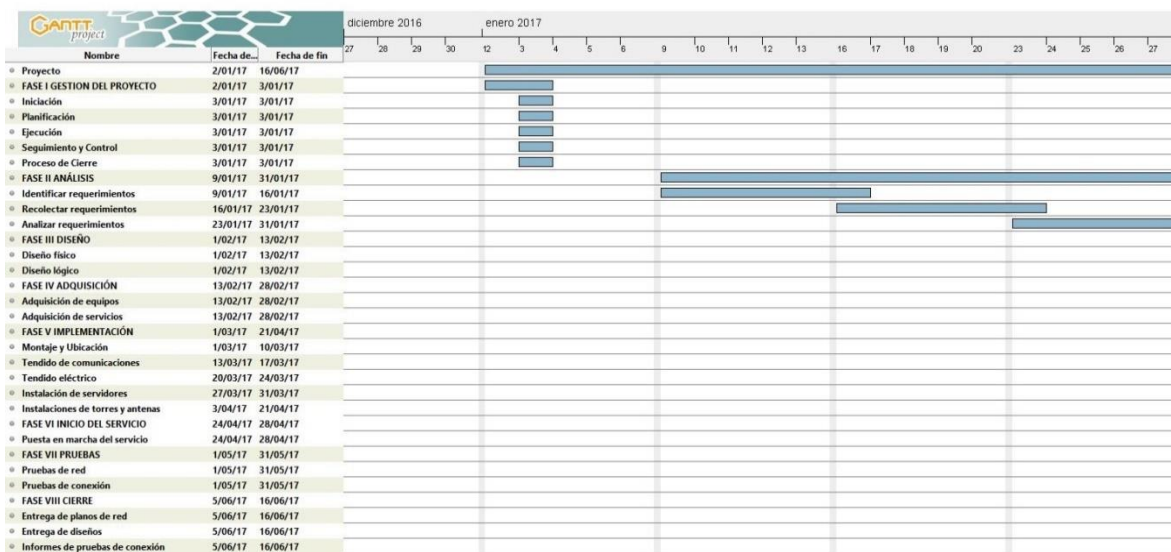 GANTT project
diciembre 2016 enero 2017
Nombre Fecha de... Fecha de fin
27 28 29 30 2 3 4 5 6 9 10 11 12 13 16 17 18 19 20 23 24 25 26 27
Proyecto 2/01/17 16/06/17
FASE I GESTION DEL PROYECTO 2/01/17 3/01/17
Iniciación 3/01/17 3/01/17
Planificación 3/01/17 3/01/17
Ejecución 3/01/17 3/01/17
Seguimiento y Control 3/01/17 3/01/17
Proceso de Cierre 3/01/17 3/01/17
FASE II ANÁLISIS 9/01/17 31/01/17
Identificar requerimientos 9/01/17 16/01/17
Recolectar requerimientos 16/01/17 23/01/17
Analizar requerimientos 23/01/17 31/01/17
FASE III DISEÑO 1/02/17 13/02/17
Diseño físico 1/02/17 13/02/17
Diseño lógico 1/02/17 13/02/17
FASE IV ADQUISICIÓN 13/02/17 28/02/17
Adquisición de equipos 13/02/17 28/02/17
Adquisición de servicios 13/02/17 28/02/17
FASE V IMPLEMENTACIÓN 1/03/17 21/04/17
Montaje y Ubicación 1/03/17 10/03/17
Tendido de comunicaciones 13/03/17 17/03/17
Tendido eléctrico 20/03/17 24/03/17
Instalación de servidores 27/03/17 31/03/17
Instalaciones de torres y antenas 3/04/17 21/04/17
FASE VI INICIO DEL SERVICIO 24/04/17 28/04/17
Puesta en marcha del servicio 24/04/17 28/04/17
FASE VII PRUEBAS 1/05/17 31/05/17
Pruebas de red 1/05/17 31/05/17
Pruebas de conexión 1/05/17 31/05/17
FASE VIII CIERRE 5/06/17 16/06/17
Entrega de planos de red 5/06/17 16/06/17
Entrega de diseños 5/06/17 16/06/17
Informes de pruebas de conexión 5/06/17 16/06/17